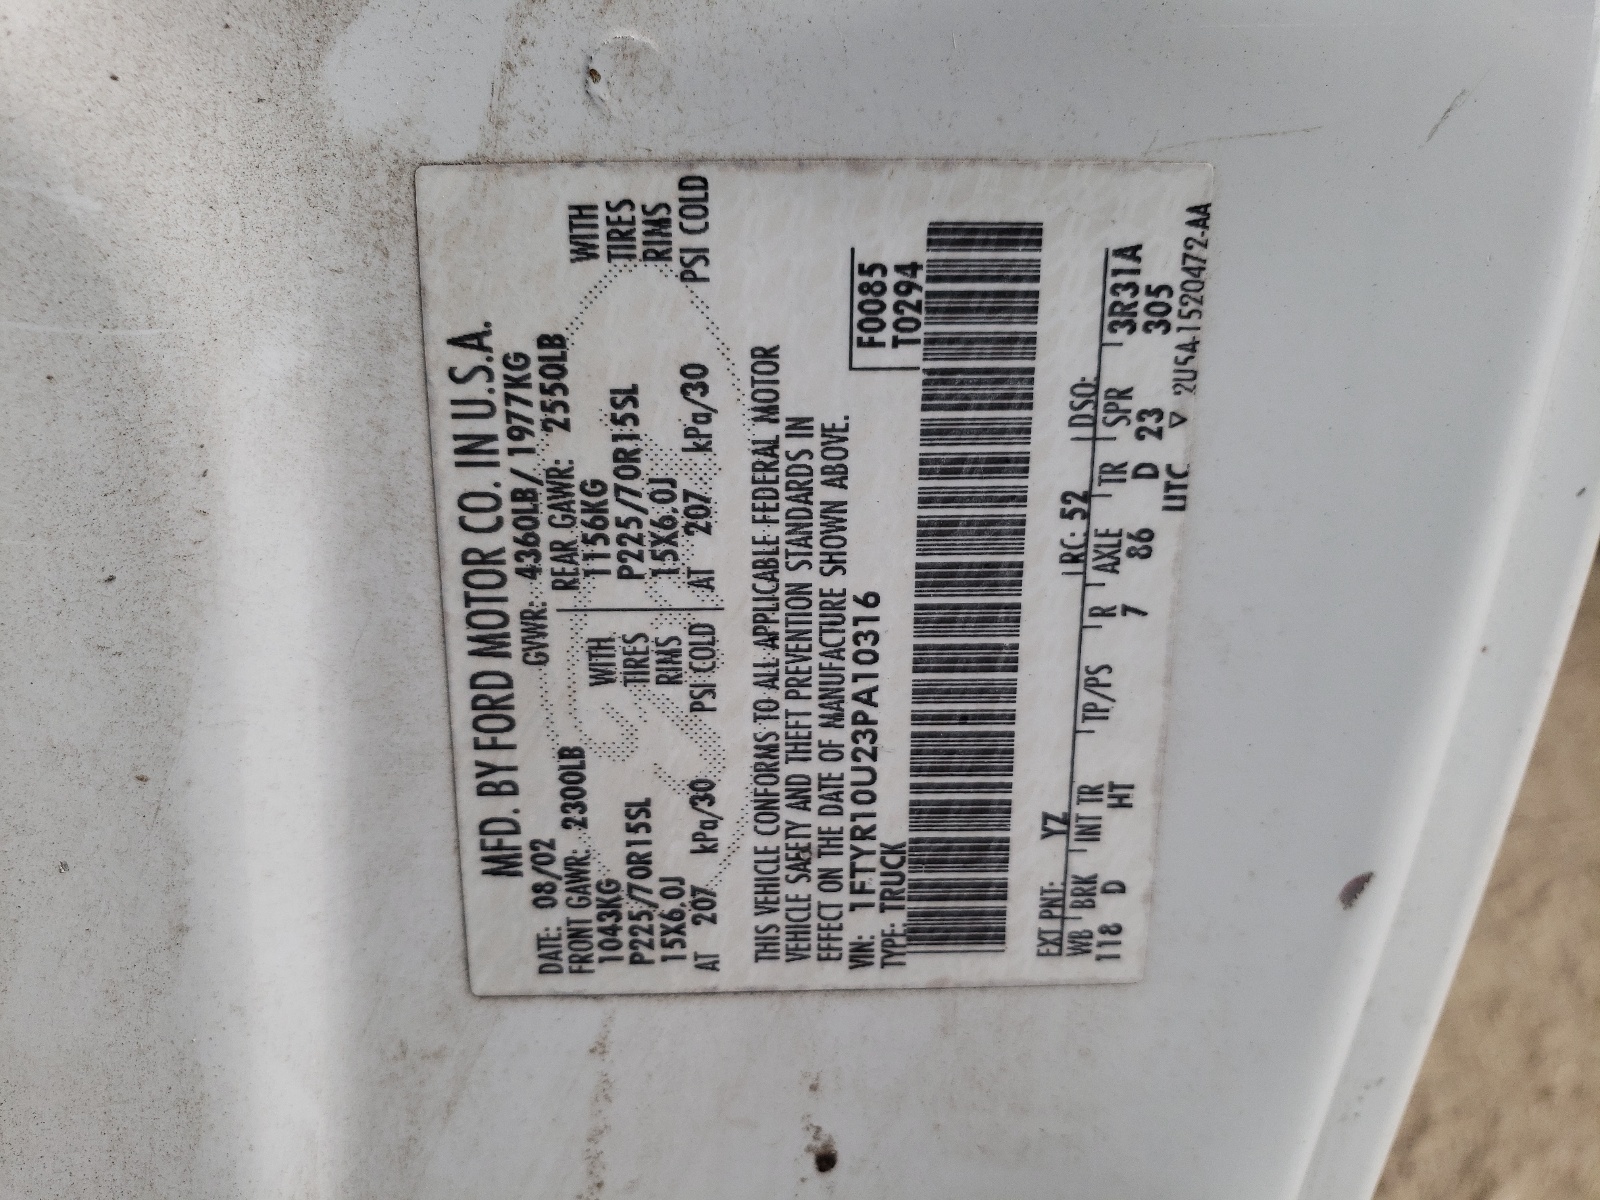 MFD. BY FORD MOTOR CO. IN U.S.A.
DATE: 08/02 GVWR: 4360LB/ 1977KG
FRONT GAWR: 2300LB REAR GAWR: 2550LB
1043KG WITH 1156KG WITH
P225/70R15SL TIRES P225/70R15SL TIRES
15X6.0J RIMS 15X6.0J RIMS
AT 207 kPa/30 PSI COLD AT 207 kPa/30 PSI COLD
THIS VEHICLE CONFORMS TO ALL APPLICABLE FEDERAL MOTOR
VEHICLE SAFETY AND THEFT PREVENTION STANDARDS IN
EFFECT ON THE DATE OF MANUFACTURE SHOWN ABOVE.
VIN: 1FTYR10U23PA10316 F0085
TYPE: TRUCK T0294
EXT PNT: YZ RC: 52 DSO:
WB BRK INT TR TP/PS R AXLE TR SPR 3R31A
118 D HT 7 86 D 23 305
UTC ▽ 2U5A-1520472-AA